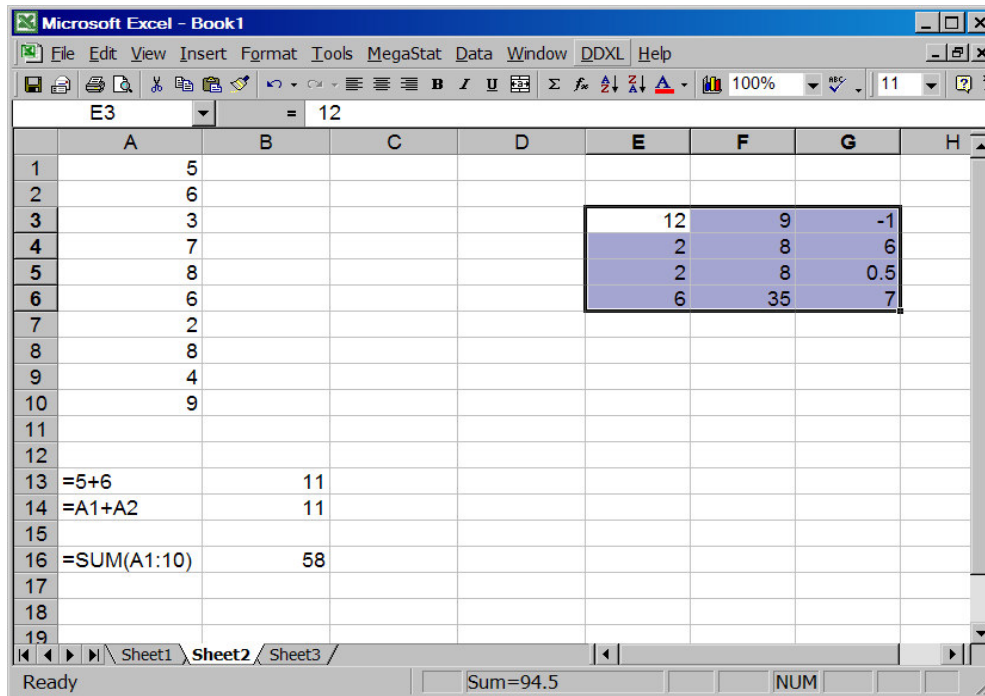 Microsoft Excel - Book1
File Edit View Insert Format Tools MegaStat Data Window DDXL Help
B I U Σ fx A 100% ABC 11
E3 = 12
A B C D E F G H
1 5
2 6
3 3 12 9 -1
4 7 2 8 6
5 8 2 8 0.5
6 6 6 35 7
7 2
8 8
9 4
10 9
11
12
13 =5+6 11
14 =A1+A2 11
15
16 =SUM(A1:10) 58
17
18
19
Sheet1 Sheet2 Sheet3
Ready Sum=94.5 NUM